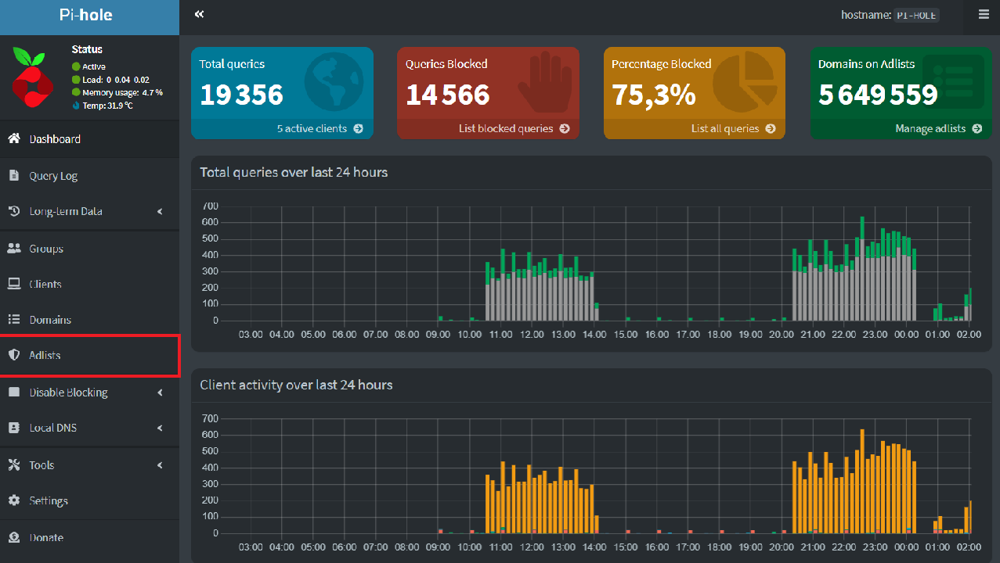 Pi-hole
hostname: PI-HOLE
Status
Active
Load: 0 0.04 0.02
Memory usage: 4.7 %
Temp: 31.9 °C
Dashboard
Query Log
Long-term Data
Groups
Clients
Domains
Adlists
Disable Blocking
Local DNS
Tools
Settings
Donate
Total queries
19 356
5 active clients
Queries Blocked
14 566
List blocked queries
Percentage Blocked
75,3%
List all queries
Domains on Adlists
5 649 559
Manage adlists
Total queries over last 24 hours
700
600
500
400
300
200
100
0
03:00 04:00 05:00 06:00 07:00 08:00 09:00 10:00 11:00 12:00 13:00 14:00 15:00 16:00 17:00 18:00 19:00 20:00 21:00 22:00 23:00 00:00 01:00 02:00
Client activity over last 24 hours
700
600
500
400
300
200
100
0
03:00 04:00 05:00 06:00 07:00 08:00 09:00 10:00 11:00 12:00 13:00 14:00 15:00 16:00 17:00 18:00 19:00 20:00 21:00 22:00 23:00 00:00 01:00 02:00